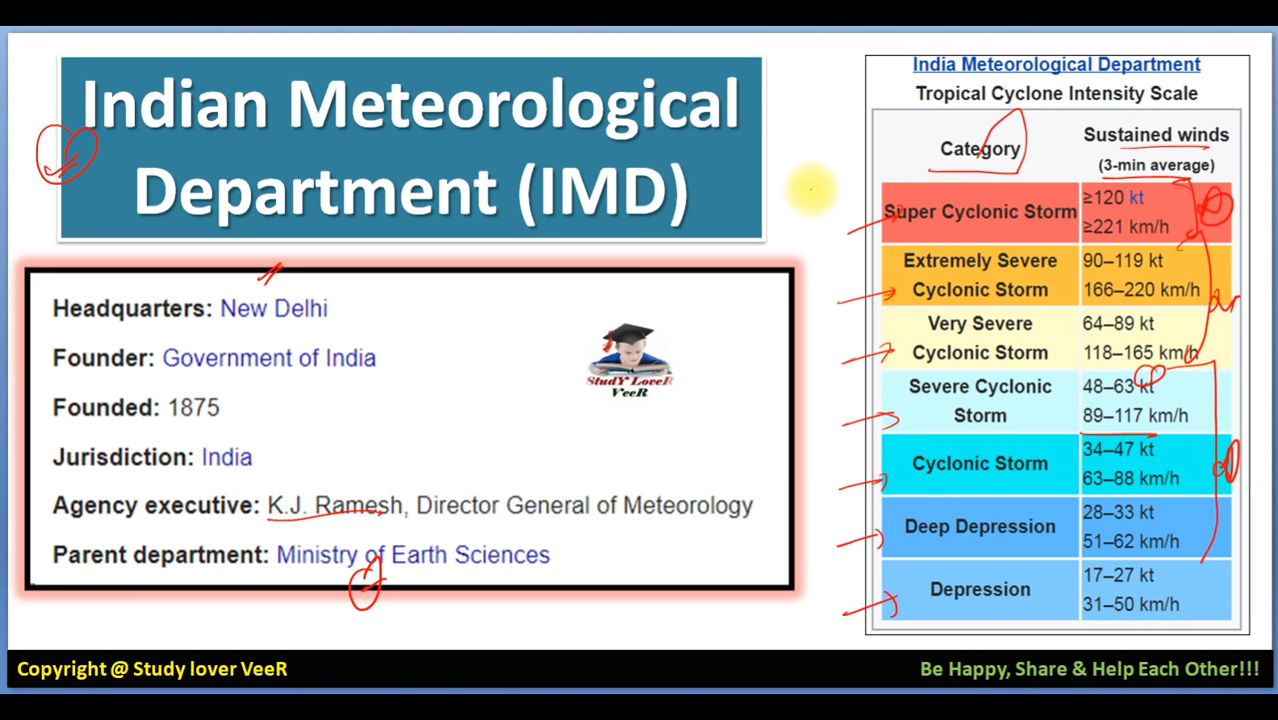 Indian Meteorological
Department (IMD)
Headquarters: New Delhi
Founder: Government of India
Founded: 1875
Jurisdiction: India
Agency executive: K.J. Ramesh, Director General of Meteorology
Parent department: Ministry of Earth Sciences
StudY LoveR
VeeR
India Meteorological Department
Tropical Cyclone Intensity Scale
Category
Sustained winds
(3-min average)
Super Cyclonic Storm
≥120 kt
≥221 km/h
Extremely Severe
Cyclonic Storm
90–119 kt
166–220 km/h
Very Severe
Cyclonic Storm
64–89 kt
118–165 km/h
Severe Cyclonic
Storm
48–63 kt
89–117 km/h
Cyclonic Storm
34–47 kt
63–88 km/h
Deep Depression
28–33 kt
51–62 km/h
Depression
17–27 kt
31–50 km/h
Copyright @ Study lover VeeR
Be Happy, Share & Help Each Other!!!